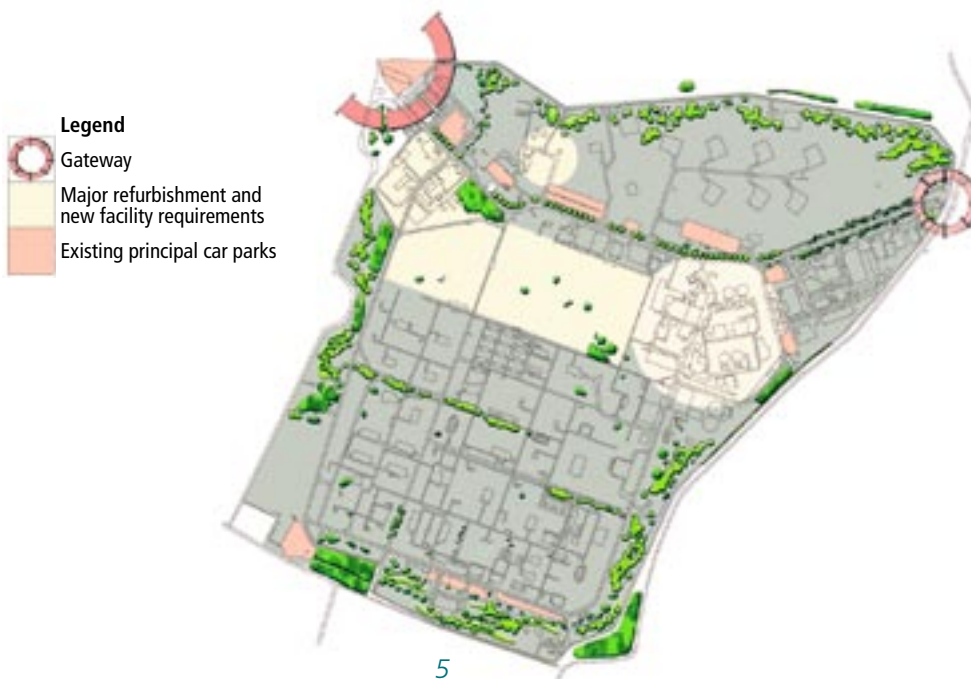 Legend
Gateway
Major refurbishment and
new facility requirements
Existing principal car parks
5